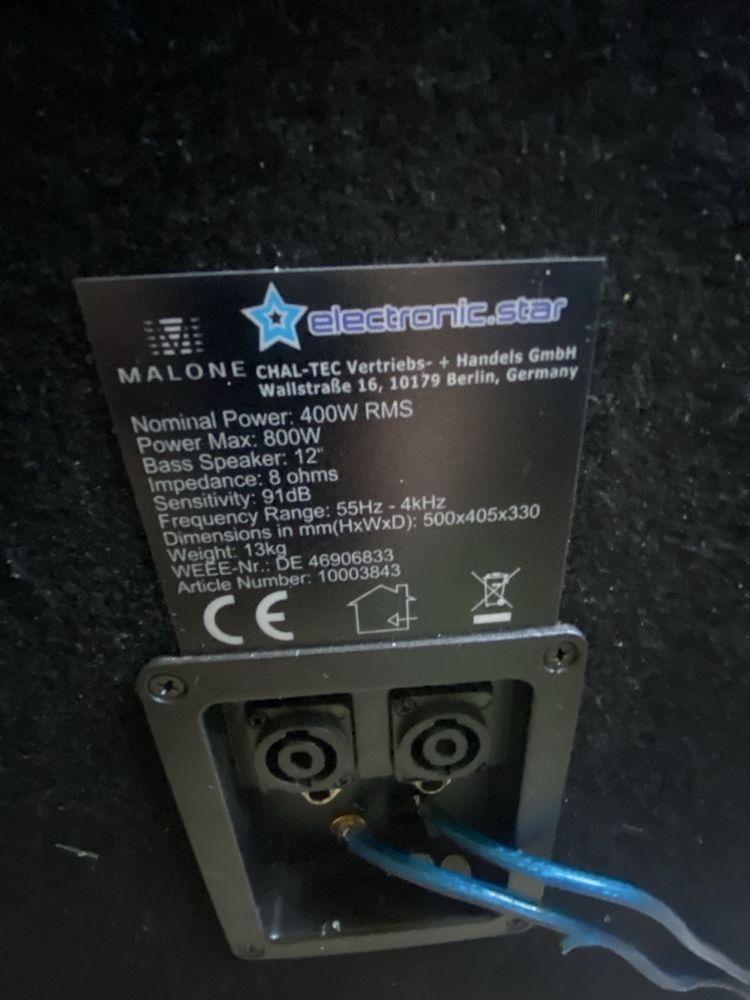 electronic.star
MALONE
CHAL-TEC Vertriebs- + Handels GmbH
Wallstraße 16, 10179 Berlin, Germany
Nominal Power: 400W RMS
Power Max: 800W
Bass Speaker: 12"
Impedance: 8 ohms
Sensitivity: 91dB
Frequency Range: 55Hz - 4kHz
Dimensions in mm(HxWxD): 500x405x330
Weight: 13kg
WEEE-Nr.: DE 46906833
Article Number: 10003843
CE